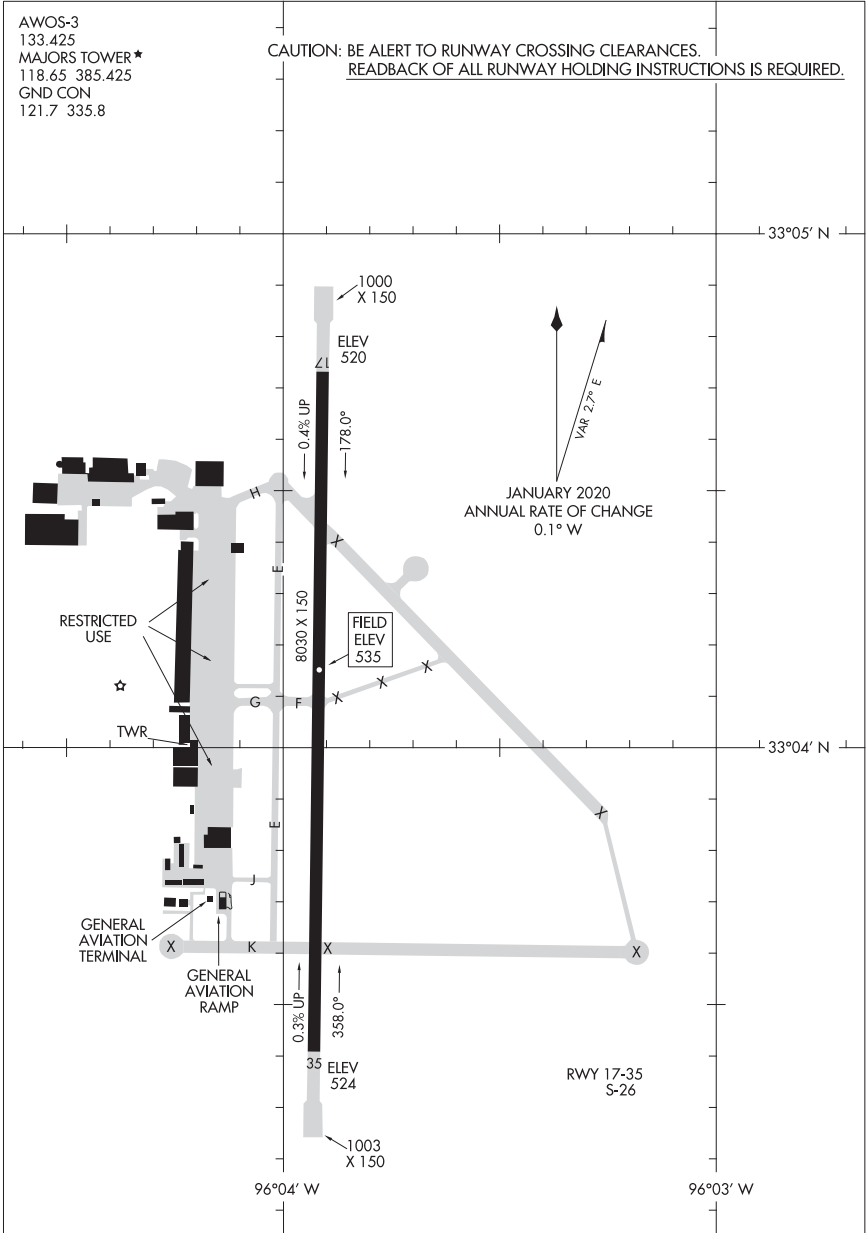 AWOS-3
133.425
MAJORS TOWER★
118.65 385.425
GND CON
121.7 335.8
CAUTION: BE ALERT TO RUNWAY CROSSING CLEARANCES.
READBACK OF ALL RUNWAY HOLDING INSTRUCTIONS IS REQUIRED.
33°05' N
1000
X 150
ELEV
520
17
0.4% UP
178.0°
VAR 2.7° E
JANUARY 2020
ANNUAL RATE OF CHANGE
0.1° W
H
X
E
8030 X 150
RESTRICTED
USE
FIELD
ELEV
535
X
X
X
G
F
TWR
33°04' N
X
E
J
GENERAL
AVIATION
TERMINAL
X
K
X
X
GENERAL
AVIATION
RAMP
0.3% UP
358.0°
35
ELEV
524
RWY 17-35
S-26
1003
X 150
96°04' W
96°03' W